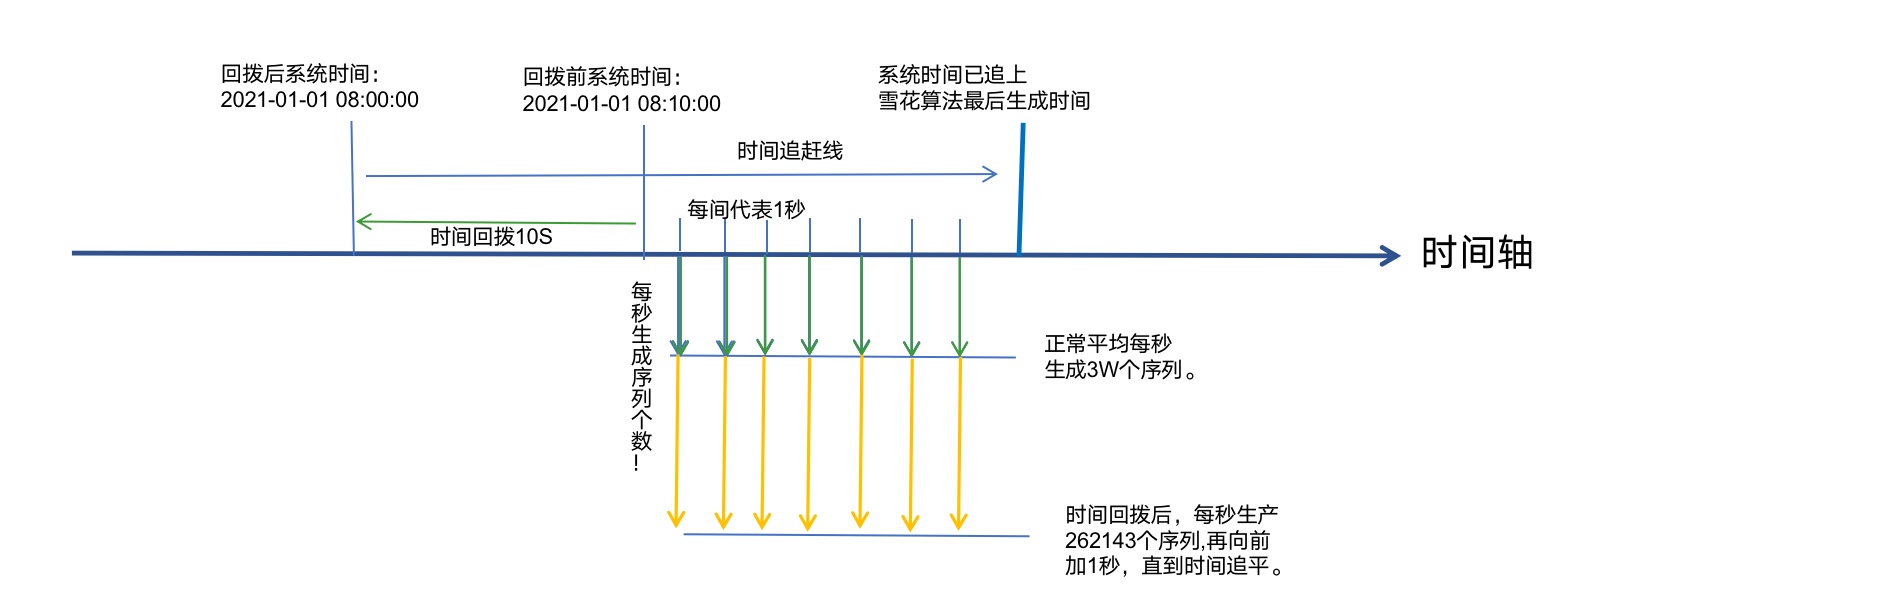 回拨后系统时间：
2021-01-01 08:00:00
回拨前系统时间：
2021-01-01 08:10:00
系统时间已追上
雪花算法最后生成时间
时间追赶线
每间代表1秒
时间回拨10S
时间轴
每秒生成序列个数！
正常平均每秒
生成3W个序列。
时间回拨后，每秒生产
262143个序列,再向前
加1秒，直到时间追平。